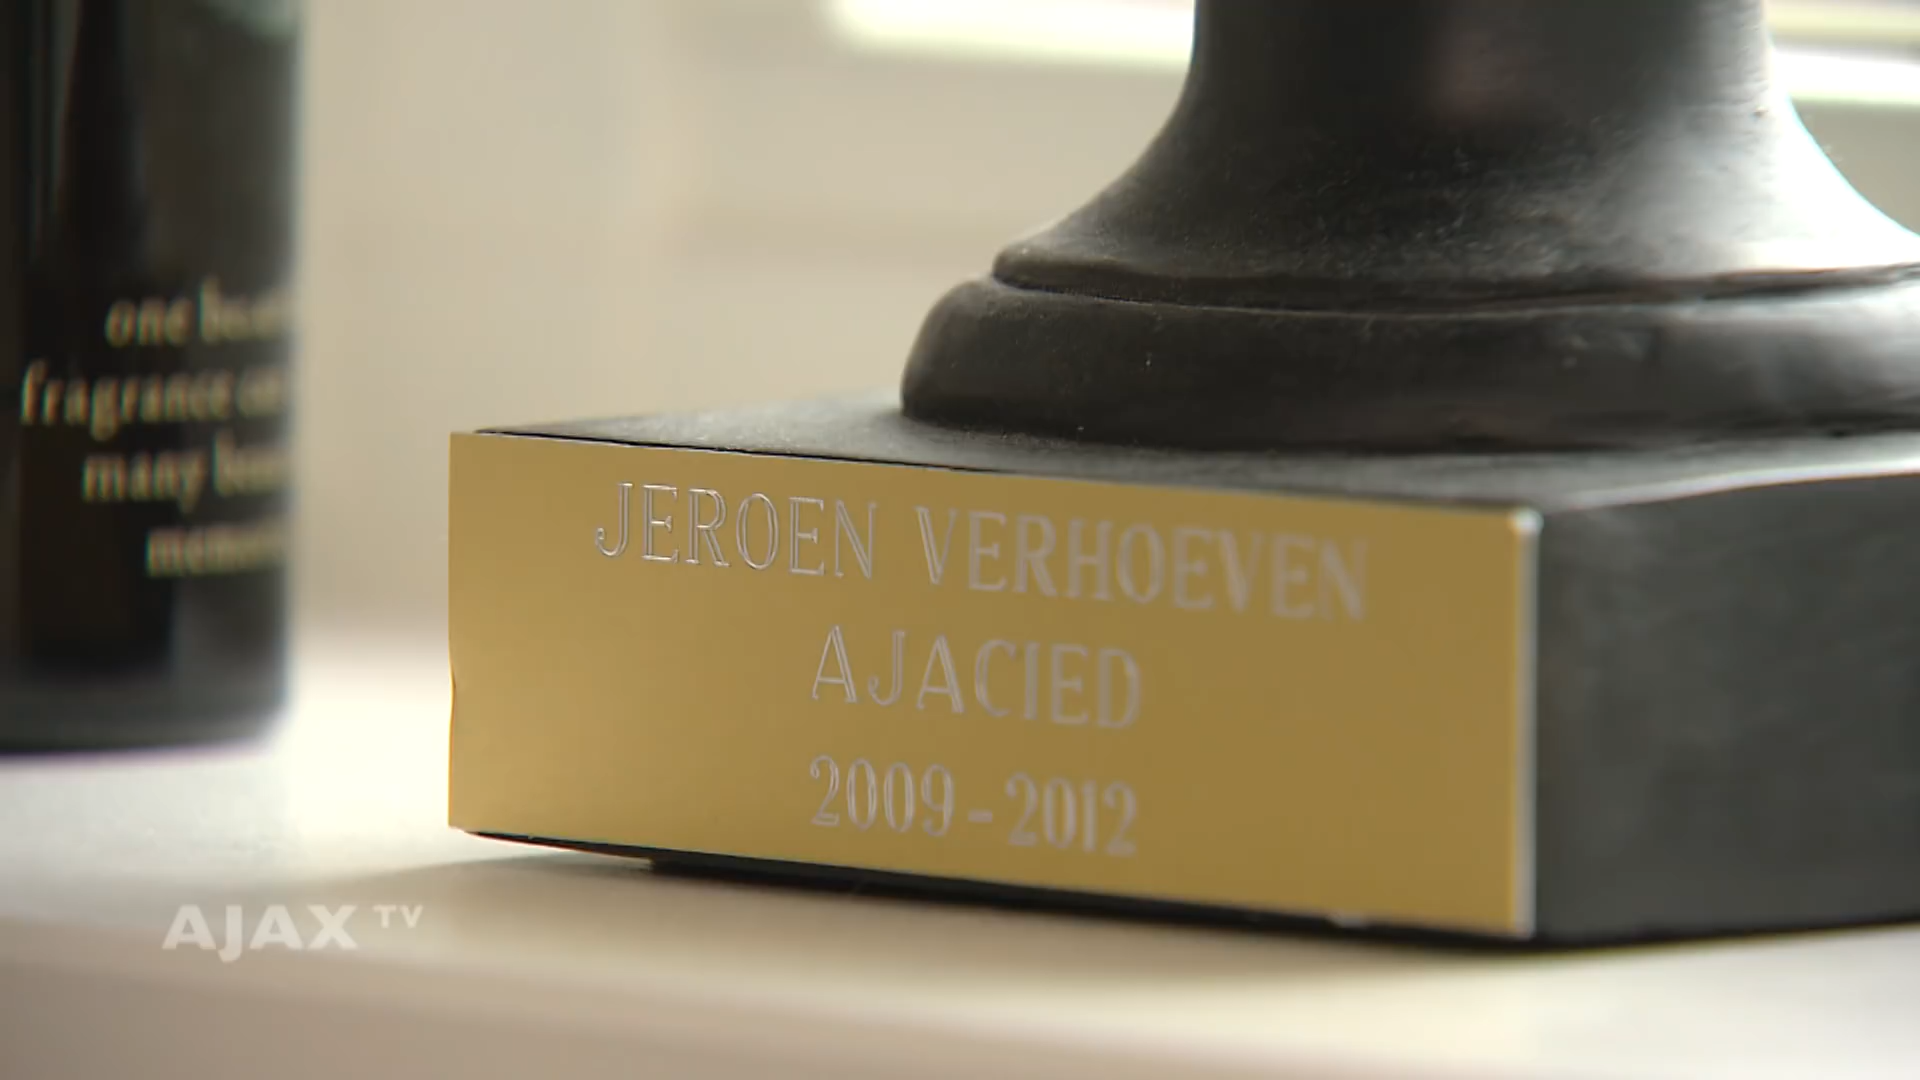 one
fragrance
many
JEROEN VERHOEVEN
AJACIED
2009-2012
AJAX TV